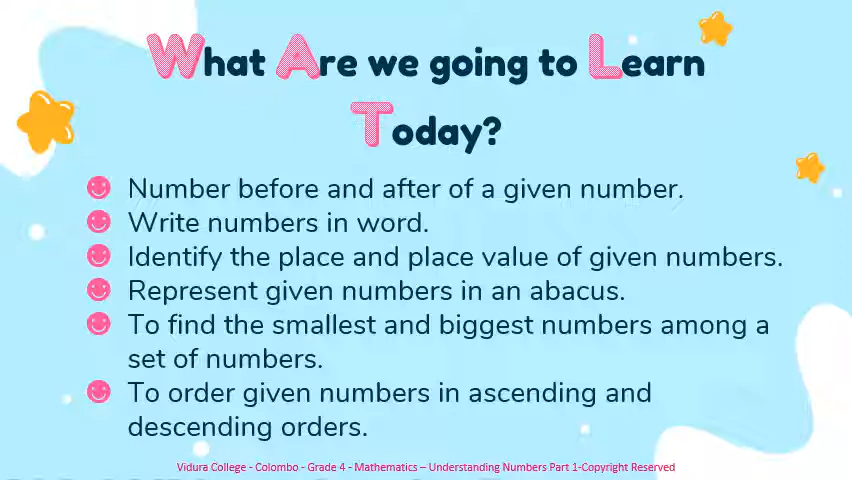 What Are we going to Learn
Today?
Number before and after of a given number.
Write numbers in word.
Identify the place and place value of given numbers.
Represent given numbers in an abacus.
To find the smallest and biggest numbers among a
set of numbers.
To order given numbers in ascending and
descending orders.
Vidura College - Colombo - Grade 4 - Mathematics – Understanding Numbers Part 1-Copyright Reserved